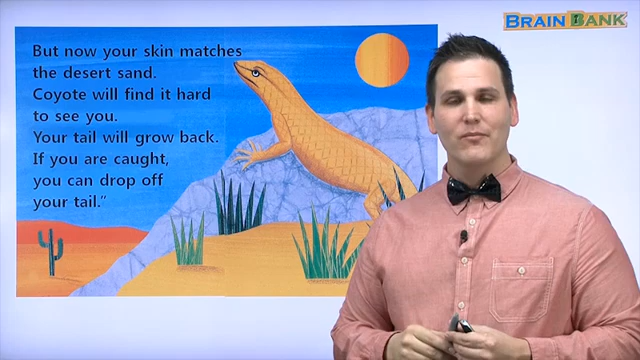 BRAIN BANK
But now your skin matches
the desert sand.
Coyote will find it hard
to see you.
Your tail will grow back.
If you are caught,
you can drop off
your tail."